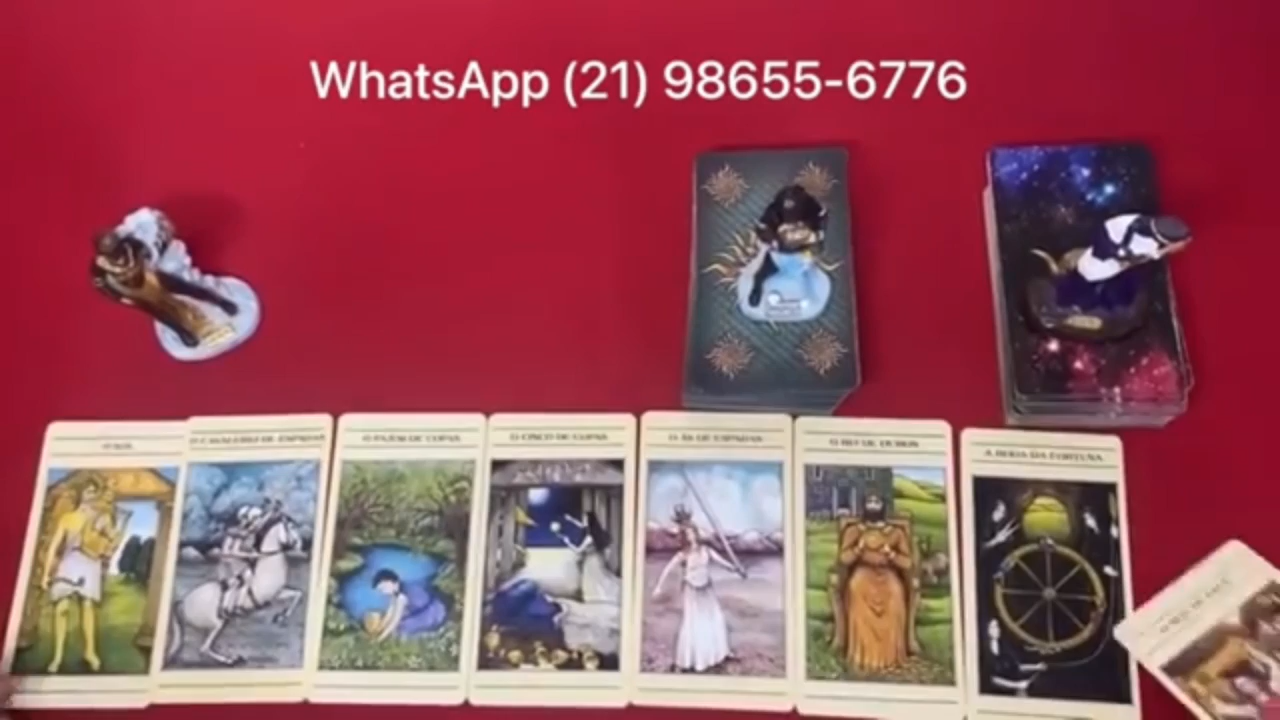 WhatsApp (21) 98655-6776
O SOL
O CAVALEIRO DE ESPADAS
O PAJEM DE COPAS
O CINCO DE COPAS
O ÁS DE ESPADAS
O REI DE OUROS
A RODA DA FORTUNA